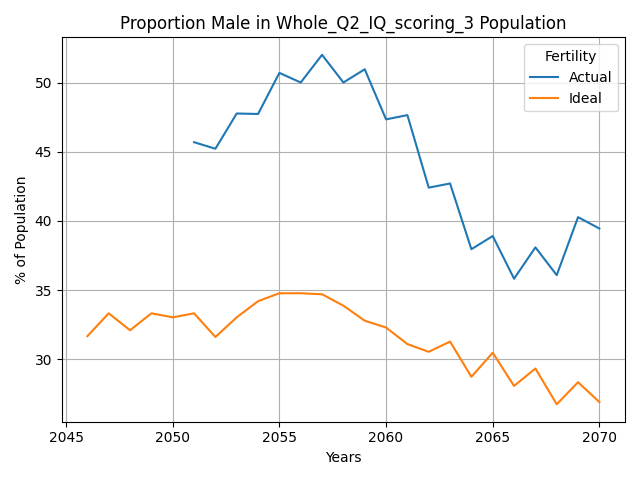 Proportion Male in Whole_Q2_IQ_scoring_3 Population
Fertility
Actual
Ideal
% of Population
50
45
40
35
30
2045
2050
2055
2060
2065
2070
Years